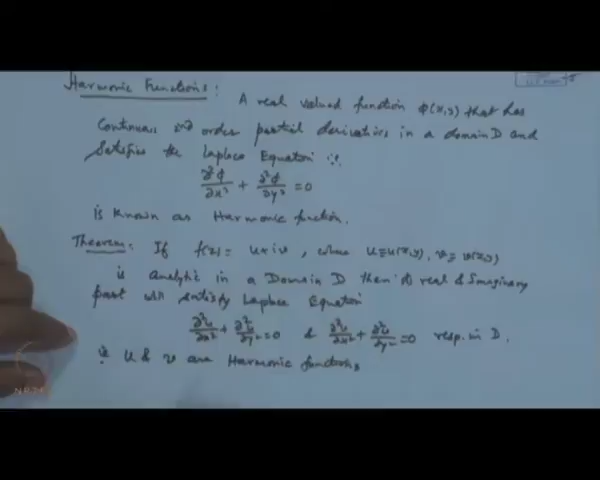 Harmonic Functions :
A real valued function φ(x,y) that has
Continuous 2nd order partial derivatives in a domain D and
Satisfies the Laplace Equation i.e.
∂²φ/∂x² + ∂²φ/∂y² = 0
is known as Harmonic function.
Theorem : If f(z) = u+iv , where u≡u(x,y), v≡v(x,y)
is analytic in a Domain D then real & Imaginary
part will satisfy Laplace Equation
∂²u/∂x² + ∂²u/∂y² = 0 & ∂²v/∂x² + ∂²v/∂y² = 0 resp. in D.
ie u & v are Harmonic functions